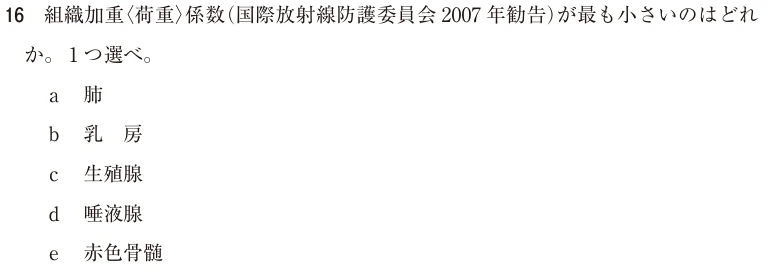 16 組織加重〈荷重〉係数(国際放射線防護委員会 2007 年勧告)が最も小さいのはどれ
か。1つ選べ。
a 肺
b 乳 房
c 生殖腺
d 唾液腺
e 赤色骨髄